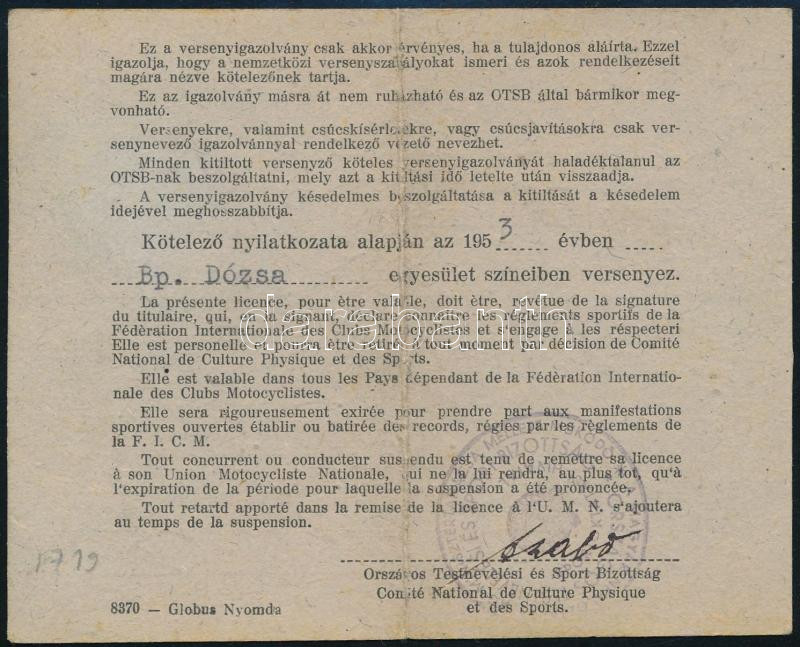 Ez a versenyigazolvány csak akkor érvényes, ha a tulajdonos aláírta. Ezzel
igazolja, hogy a nemzetközi versenyszabályokat ismeri és azok rendelkezéseit
magára nézve kötelezőnek tartja.
Ez az igazolvány másra át nem ruházható és az OTSB által bármikor meg-
vonható.
Versenyekre, valamint csúcskísérletekre, vagy csúcsjavításokra csak ver-
senynevező igazolvánnyal rendelkező vezető nevezhet.
Minden kitiltott versenyző köteles versenyigazolványát haladéktalanul az
OTSB-nak beszolgáltatni, mely azt a kitiltási idő letelte után visszaadja.
A versenyigazolvány késedelmes beszolgáltatása a kitiltását a késedelem
idejével meghosszabbítja.
Kötelező nyilatkozata alapján az 1953 évben
Bp. Dózsa egyesület színeiben versenyez.
La présente licence, pour être valable, doit être, revêtue de la signature
du titulaire, qui, en la signant, déclare connaître les règlements sportifs de la
Fédèration Internationale des Clubs Motocyclistes et s'engage à les réspecteri
Elle est personelle et poura être retiré à tout moment par décision de Comité
National de Culture Physique et des Sports.
Elle est valable dans tous les Pays dépendant de la Fédèration Internatio-
nale des Clubs Motocyclistes.
Elle sera rigoureusement exirée pour prendre part aux manifestations
sportives ouvertes établir ou batirée des records, régies par les règlements de
la F. I. C. M.
Tout concurrent ou conducteur suspendu est tenu de remettre sa licence
à son Union Motocycliste Nationale, qui ne la lui rendra, au plus tot, qu'à
l'expiration de la période pour laquelle la suspension a été prononcée.
Tout retartd apporté dans la remise de la licence à l'U. M. N. s'ajoutera
au temps de la suspension.
Szabó
Országos Testnevelési és Sport Bizottság
Comité National de Culture Physique
et des Sports.
8370 — Globus Nyomda
darabanth